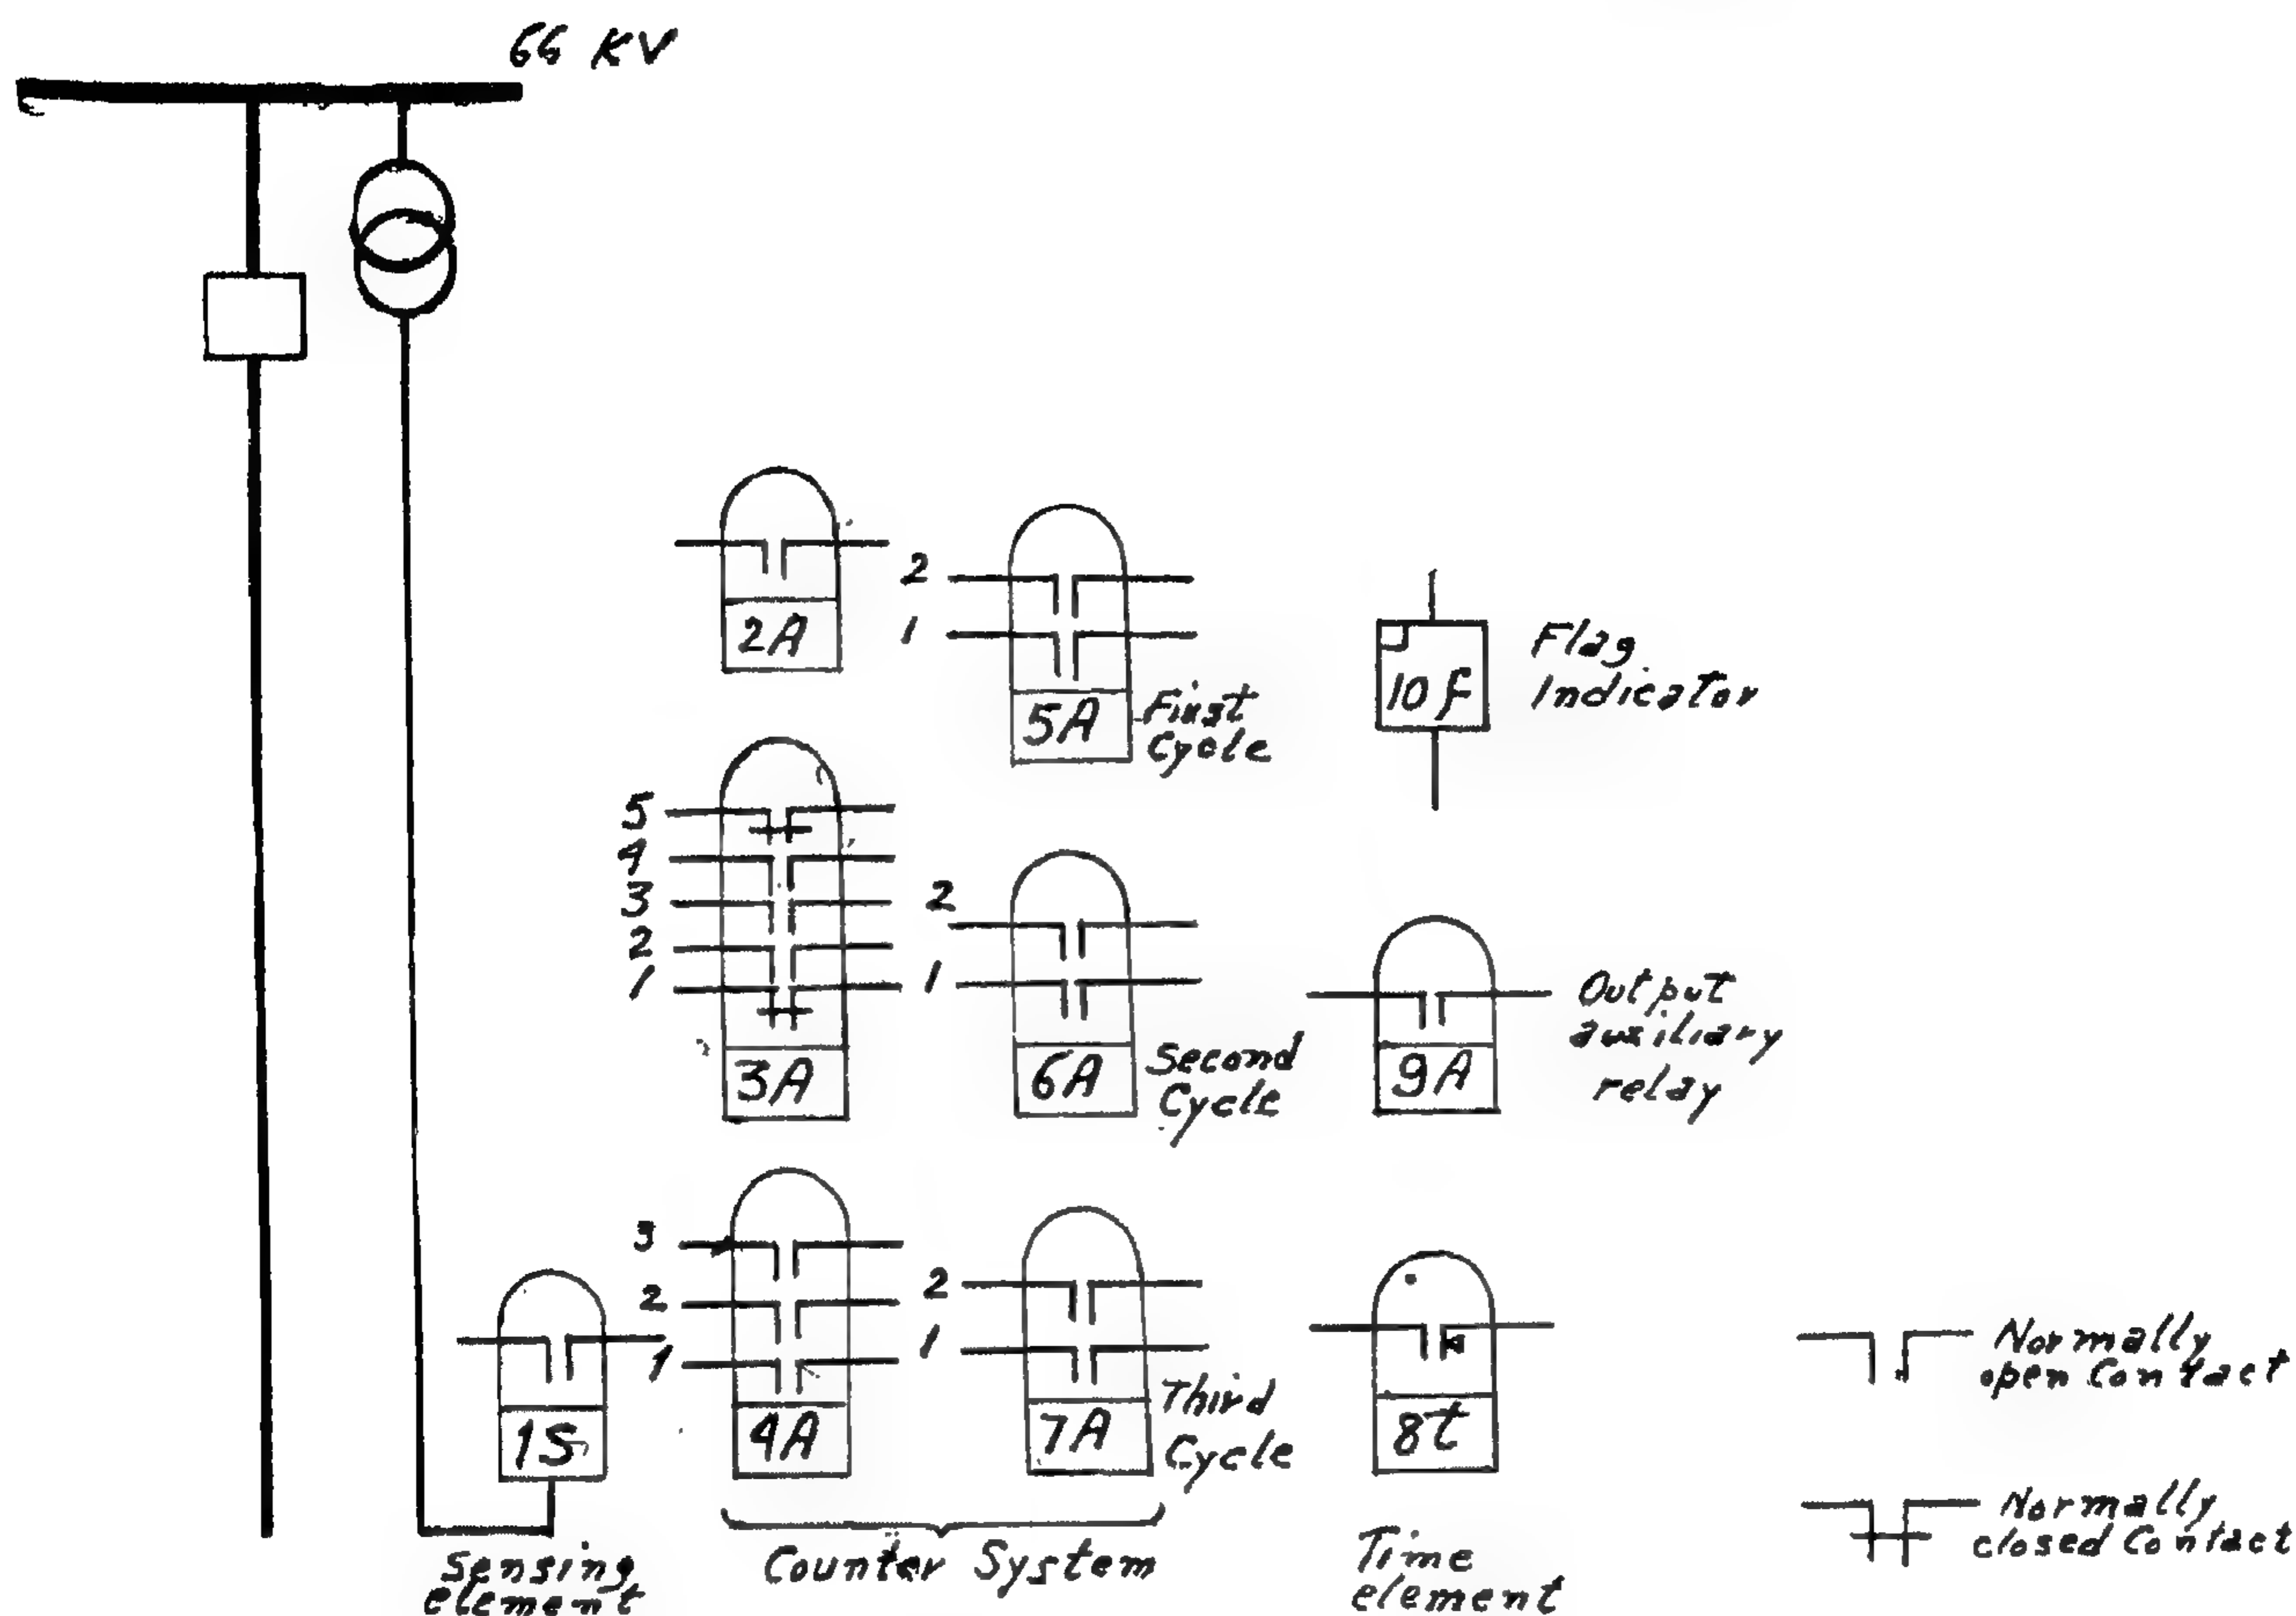 66 KV
2A
2
1
5A
First
Cycle
10 f
Flag
Indicator
5
4
3
2
1
3A
2
1
6A
Second
Cycle
9A
Output
auxiliary
relay
1S
Sensing
element
3
2
1
4A
2
1
7A
Third
Cycle
Counter System
8t
Time
element
Normally
open Contact
Normally
closed Contact